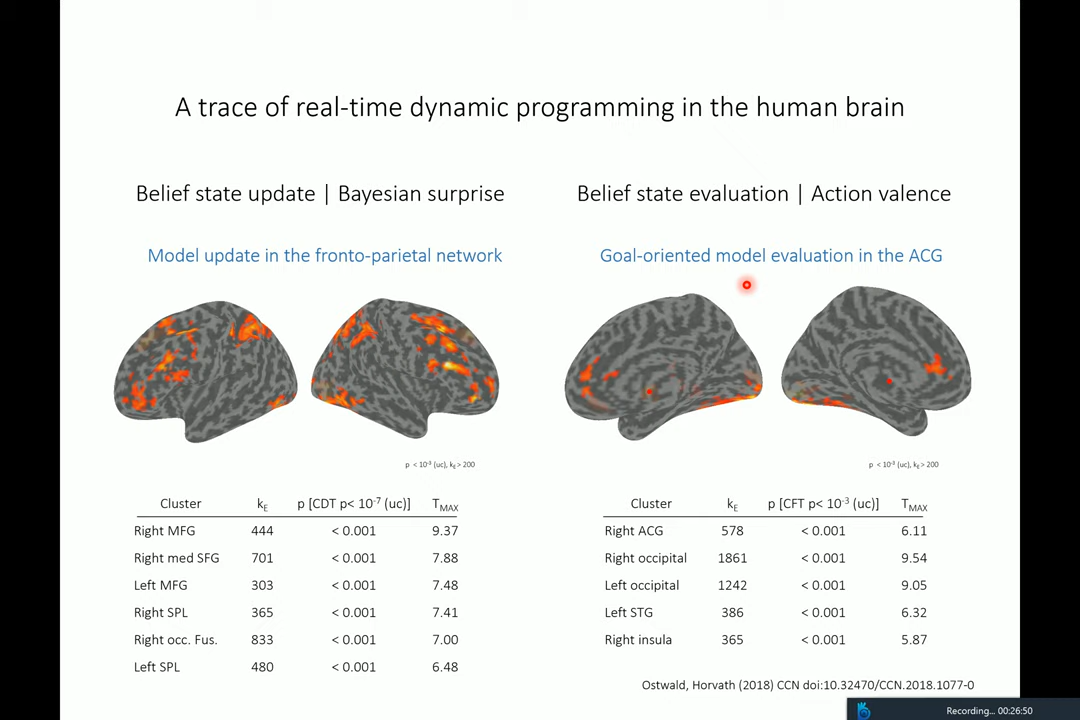 A trace of real-time dynamic programming in the human brain
Belief state update | Bayesian surprise
Model update in the fronto-parietal network
p < 10⁻³ (uc), kE > 200
Cluster kE p [CDT p< 10⁻⁷ (uc)] TMAX
Right MFG 444 < 0.001 9.37
Right med SFG 701 < 0.001 7.88
Left MFG 303 < 0.001 7.48
Right SPL 365 < 0.001 7.41
Right occ. Fus. 833 < 0.001 7.00
Left SPL 480 < 0.001 6.48
Belief state evaluation | Action valence
Goal-oriented model evaluation in the ACG
p < 10⁻³ (uc), kE > 200
Cluster kE p [CFT p< 10⁻³ (uc)] TMAX
Right ACG 578 < 0.001 6.11
Right occipital 1861 < 0.001 9.54
Left occipital 1242 < 0.001 9.05
Left STG 386 < 0.001 6.32
Right insula 365 < 0.001 5.87
Ostwald, Horvath (2018) CCN doi:10.32470/CCN.2018.1077-0
Recording... 00:26:50